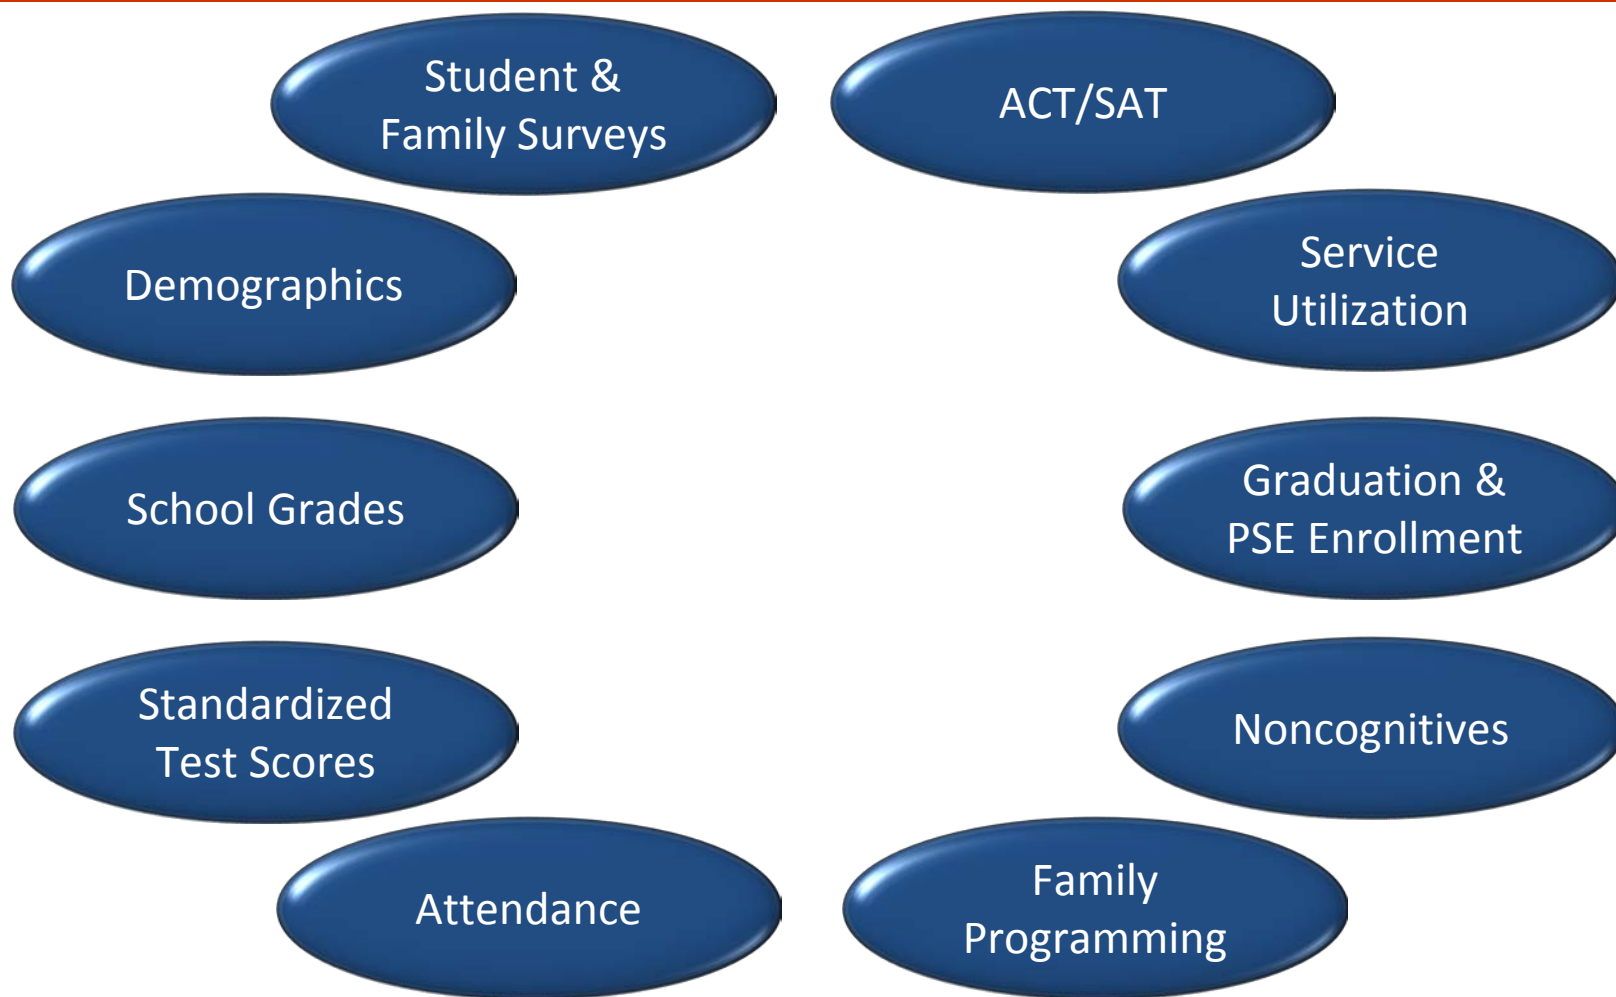 Student &
Family Surveys
ACT/SAT
Demographics
Service
Utilization
School Grades
Graduation &
PSE Enrollment
Standardized
Test Scores
Noncognitives
Attendance
Family
Programming